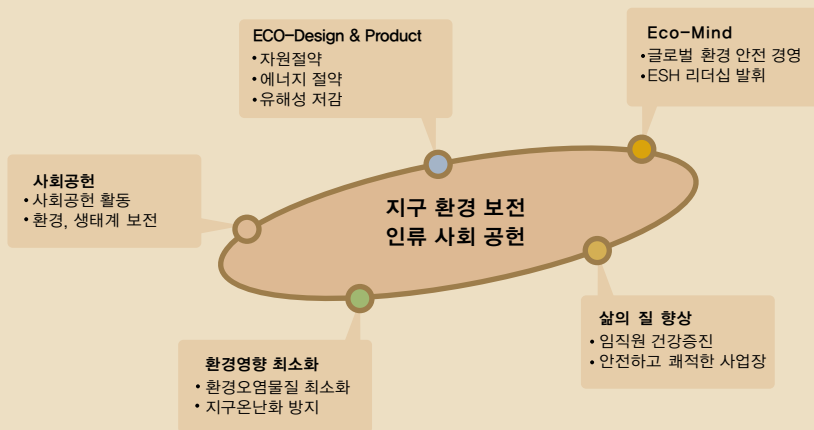 ECO-Design & Product
• 자원절약
• 에너지 절약
• 유해성 저감
Eco-Mind
• 글로벌 환경 안전 경영
• ESH 리더십 발휘
사회공헌
• 사회공헌 활동
• 환경, 생태계 보전
지구 환경 보전
인류 사회 공헌
삶의 질 향상
• 임직원 건강증진
• 안전하고 쾌적한 사업장
환경영향 최소화
• 환경오염물질 최소화
• 지구온난화 방지